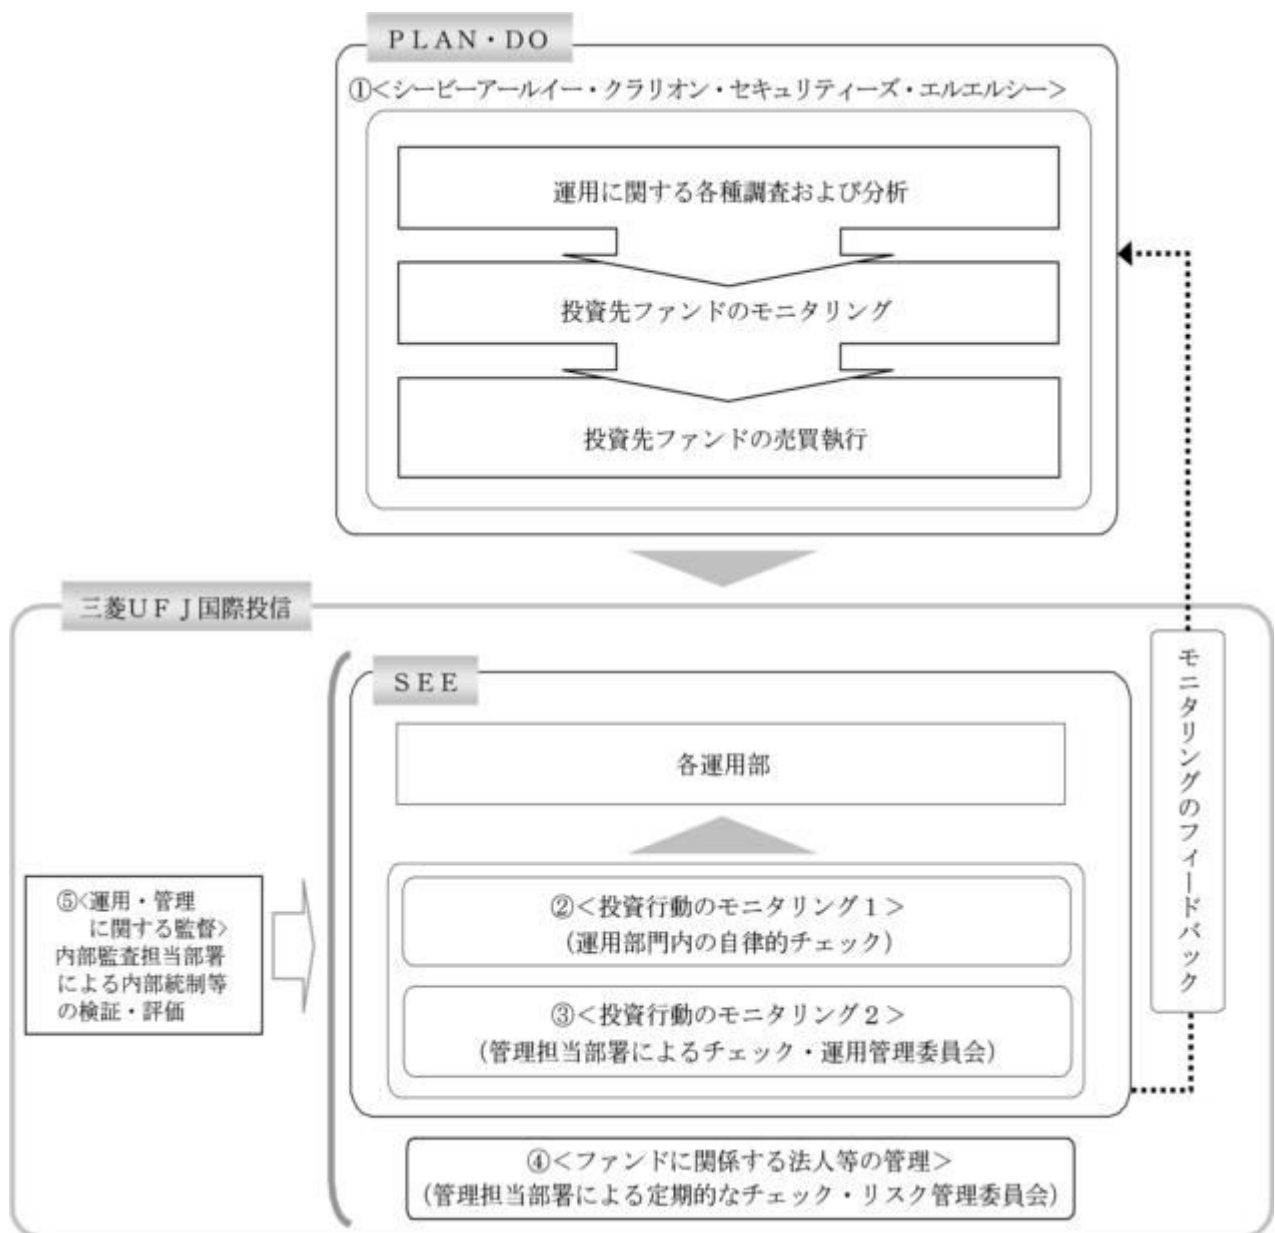 PLAN・DO
①<シービーアールイー・クラリオン・セキュリティーズ・エルエルシー>
運用に関する各種調査および分析
投資先ファンドのモニタリング
投資先ファンドの売買執行
三菱UFJ国際投信
SEE
各運用部
モニタリングのフィードバック
⑤<運用・管理
に関する監督>
内部監査担当部署
による内部統制等
の検証・評価
②<投資行動のモニタリング1>
(運用部門内の自律的チェック)
③<投資行動のモニタリング2>
(管理担当部署によるチェック・運用管理委員会)
④<ファンドに関係する法人等の管理>
(管理担当部署による定期的なチェック・リスク管理委員会)